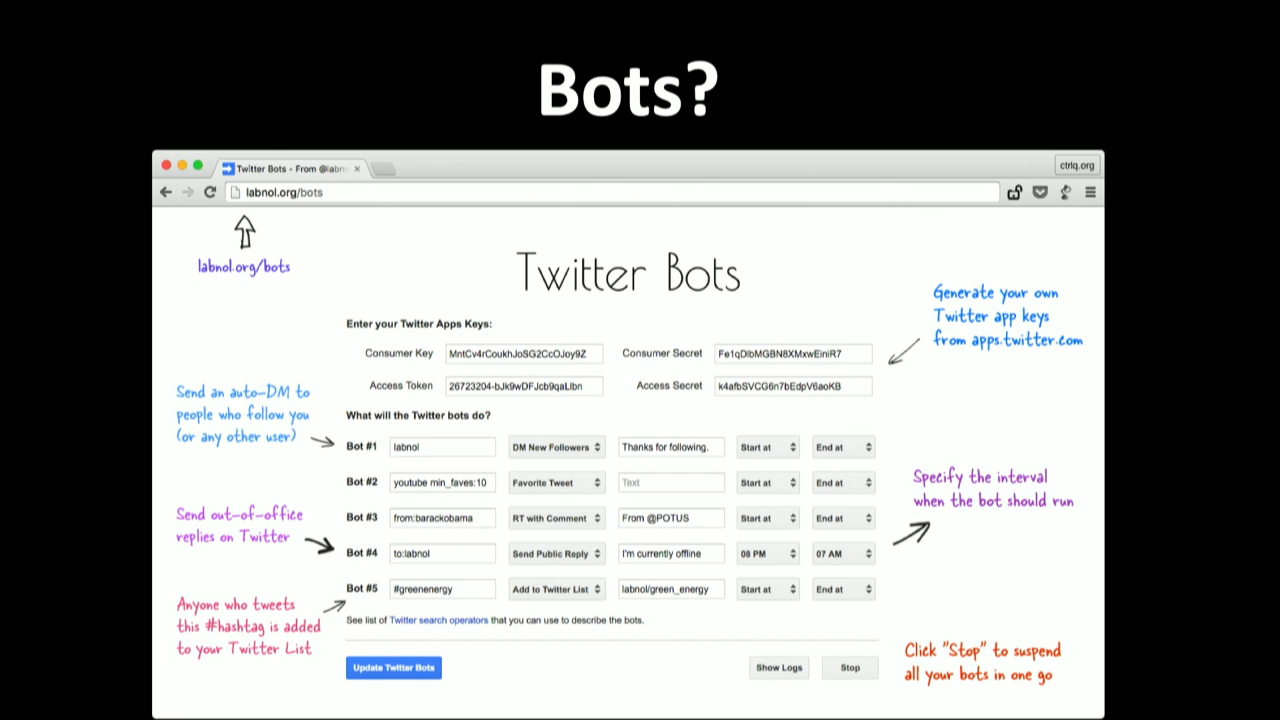 Bots?
Twitter Bots - From @labn
ctrlq.org
labnol.org/bots
labnol.org/bots
Twitter Bots
Generate your own
Twitter app keys
from apps.twitter.com
Enter your Twitter Apps Keys:
Consumer Key MntCv4rCoukhJoSG2CcOJoy9Z Consumer Secret Fe1qDlbMGBN8XMxwEiniR7
Access Token 26723204-bJk9wDFJcb9qaLlbn Access Secret k4afbSVCG6n7bEdpV6aoKB
Send an auto-DM to
people who follow you
(or any other user)
What will the Twitter bots do?
Bot #1 labnol DM New Followers Thanks for following. Start at End at
Bot #2 youtube min_faves:10 Favorite Tweet Text Start at End at
Specify the interval
when the bot should run
Send out-of-office
replies on Twitter
Bot #3 from:barackobama RT with Comment From @POTUS Start at End at
Bot #4 to:labnol Send Public Reply I'm currently offline 08 PM 07 AM
Bot #5 #greenenergy Add to Twitter List labnol/green_energy Start at End at
Anyone who tweets
this #hashtag is added
to your Twitter List
See list of Twitter search operators that you can use to describe the bots.
Update Twitter Bots Show Logs Stop
Click "Stop" to suspend
all your bots in one go